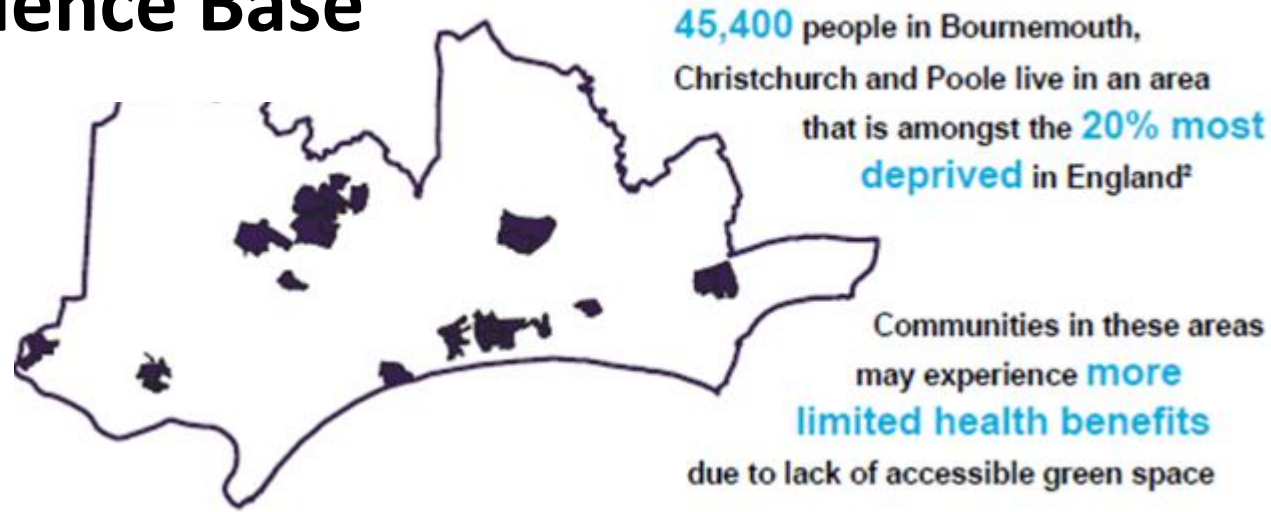 ence Base
45,400 people in Bournemouth,
Christchurch and Poole live in an area
that is amongst the 20% most
deprived in England²
Communities in these areas
may experience more
limited health benefits
due to lack of accessible green space